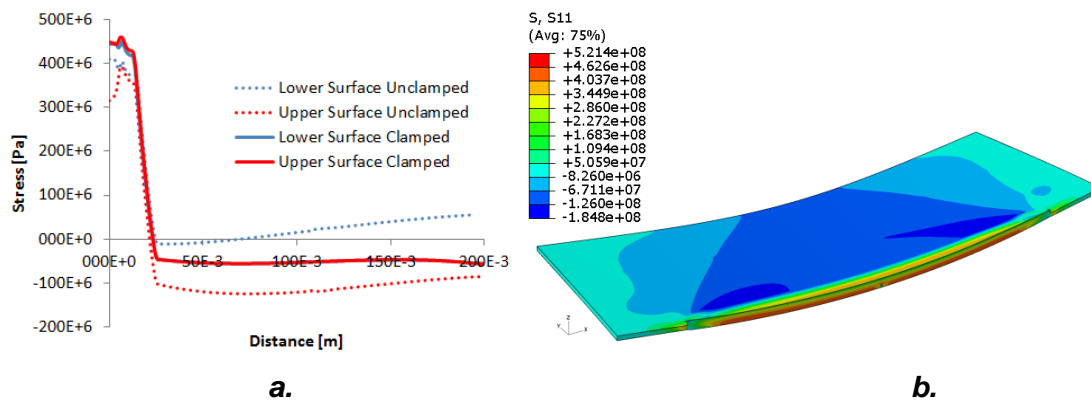 500E+6
400E+6
300E+6
200E+6
100E+6
000E+0
-100E+6
-200E+6
Stress [Pa]
000E+0 50E-3 100E-3 150E-3 200E-3
Distance [m]
Lower Surface Unclamped
Upper Surface Unclamped
Lower Surface Clamped
Upper Surface Clamped
a.
S, S11
(Avg: 75%)
+5.214e+08
+4.626e+08
+4.037e+08
+3.449e+08
+2.860e+08
+2.272e+08
+1.683e+08
+1.094e+08
+5.059e+07
-8.260e+06
-6.711e+07
-1.260e+08
-1.848e+08
Z
Y X
b.